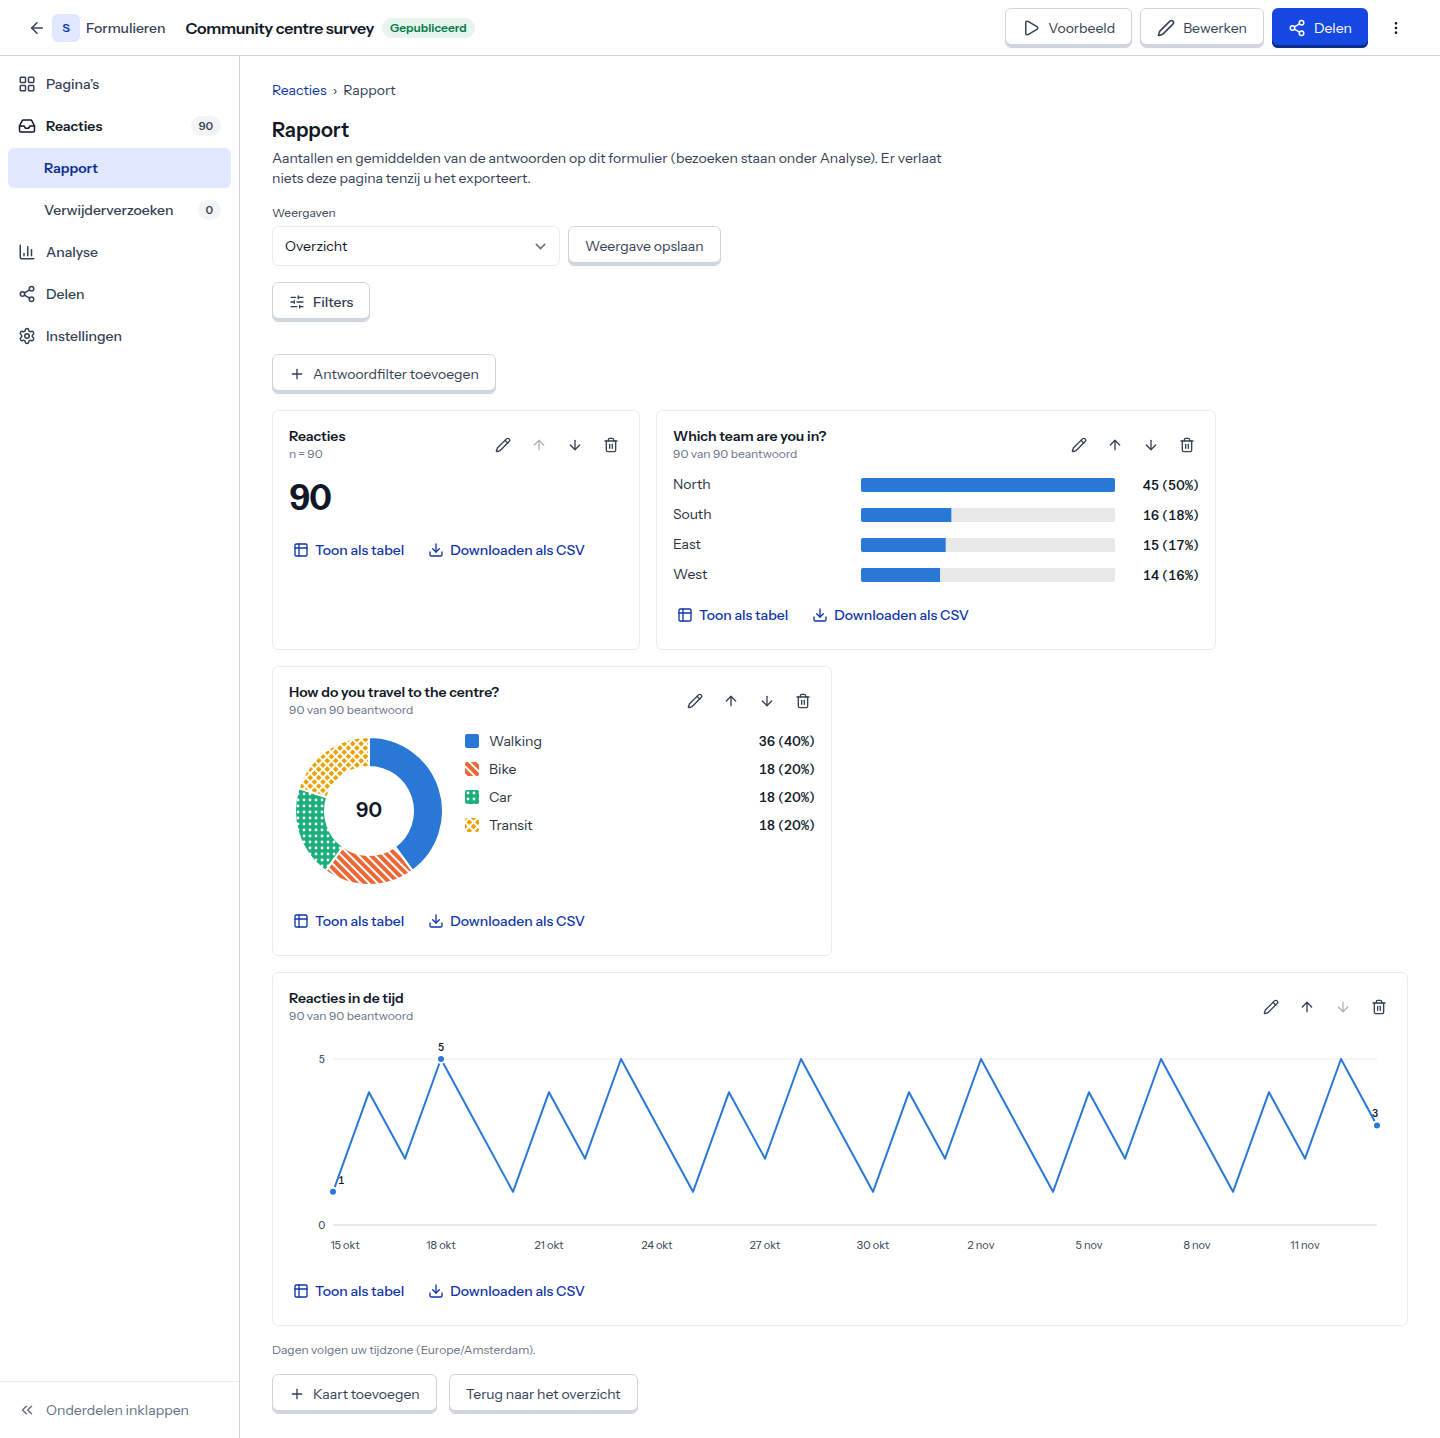 S Formulieren Community centre survey Gepubliceerd Voorbeeld Bewerken Delen
Pagina's
Reacties 90
Rapport
Verwijderverzoeken 0
Analyse
Delen
Instellingen
Onderdelen inklappen
Reacties › Rapport
Rapport
Aantallen en gemiddelden van de antwoorden op dit formulier (bezoeken staan onder Analyse). Er verlaat
niets deze pagina tenzij u het exporteert.
Weergaven
Overzicht Weergave opslaan
Filters
Antwoordfilter toevoegen
Reacties
n = 90
90
Toon als tabel Downloaden als CSV
Which team are you in?
90 van 90 beantwoord
North 45 (50%)
South 16 (18%)
East 15 (17%)
West 14 (16%)
Toon als tabel Downloaden als CSV
How do you travel to the centre?
90 van 90 beantwoord
90
Walking 36 (40%)
Bike 18 (20%)
Car 18 (20%)
Transit 18 (20%)
Toon als tabel Downloaden als CSV
Reacties in de tijd
90 van 90 beantwoord
5
5
3
1
0
15 okt 18 okt 21 okt 24 okt 27 okt 30 okt 2 nov 5 nov 8 nov 11 nov
Toon als tabel Downloaden als CSV
Dagen volgen uw tijdzone (Europe/Amsterdam).
Kaart toevoegen Terug naar het overzicht